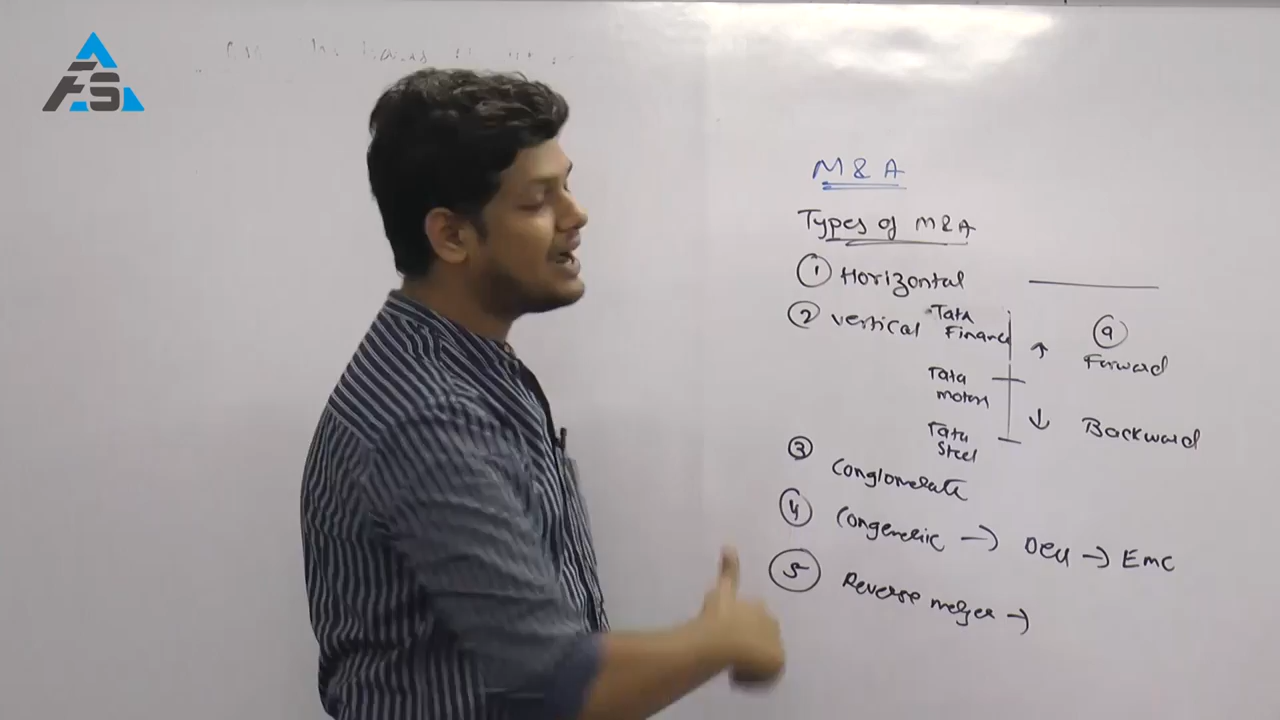 FS
M & A
Types of M&A
1 Horizontal
2 vertical
Tata Finance
a
Forward
Tata motors
Backward
Tata Steel
3 Conglomerate
4 Congeneric → Dell → EMC
5 Reverse merger →